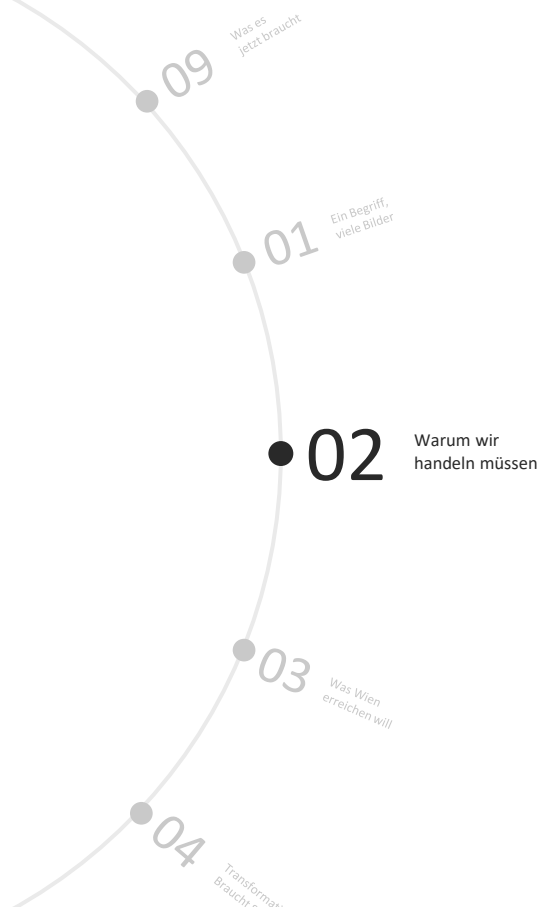 09
Was es
jetzt braucht
01
Ein Begriff,
viele Bilder
02
Warum wir
handeln müssen
03
Was Wien
erreichen will
04